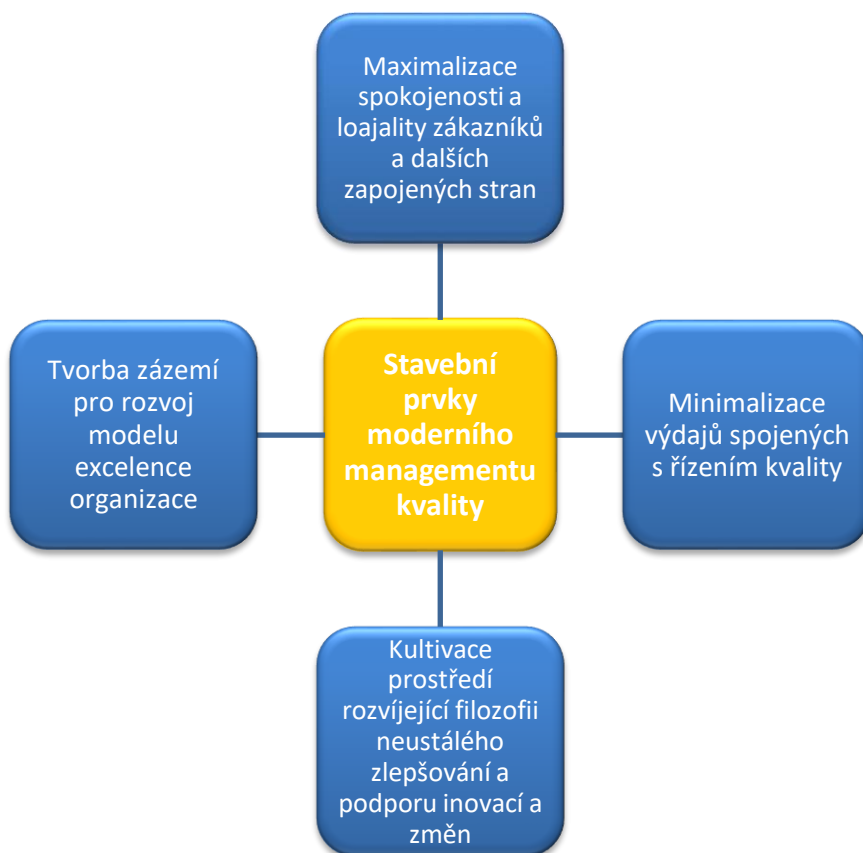 Maximalizace
spokojenosti a
loajality zákazníků
a dalších
zapojených stran
Tvorba zázemí
pro rozvoj
modelu
excelence
organizace
Stavební
prvky
moderního
managementu
kvality
Minimalizace
výdajů spojených
s řízením kvality
Kultivace
prostředí
rozvíjející filozofii
neustálého
zlepšování a
podporu inovací a
změn